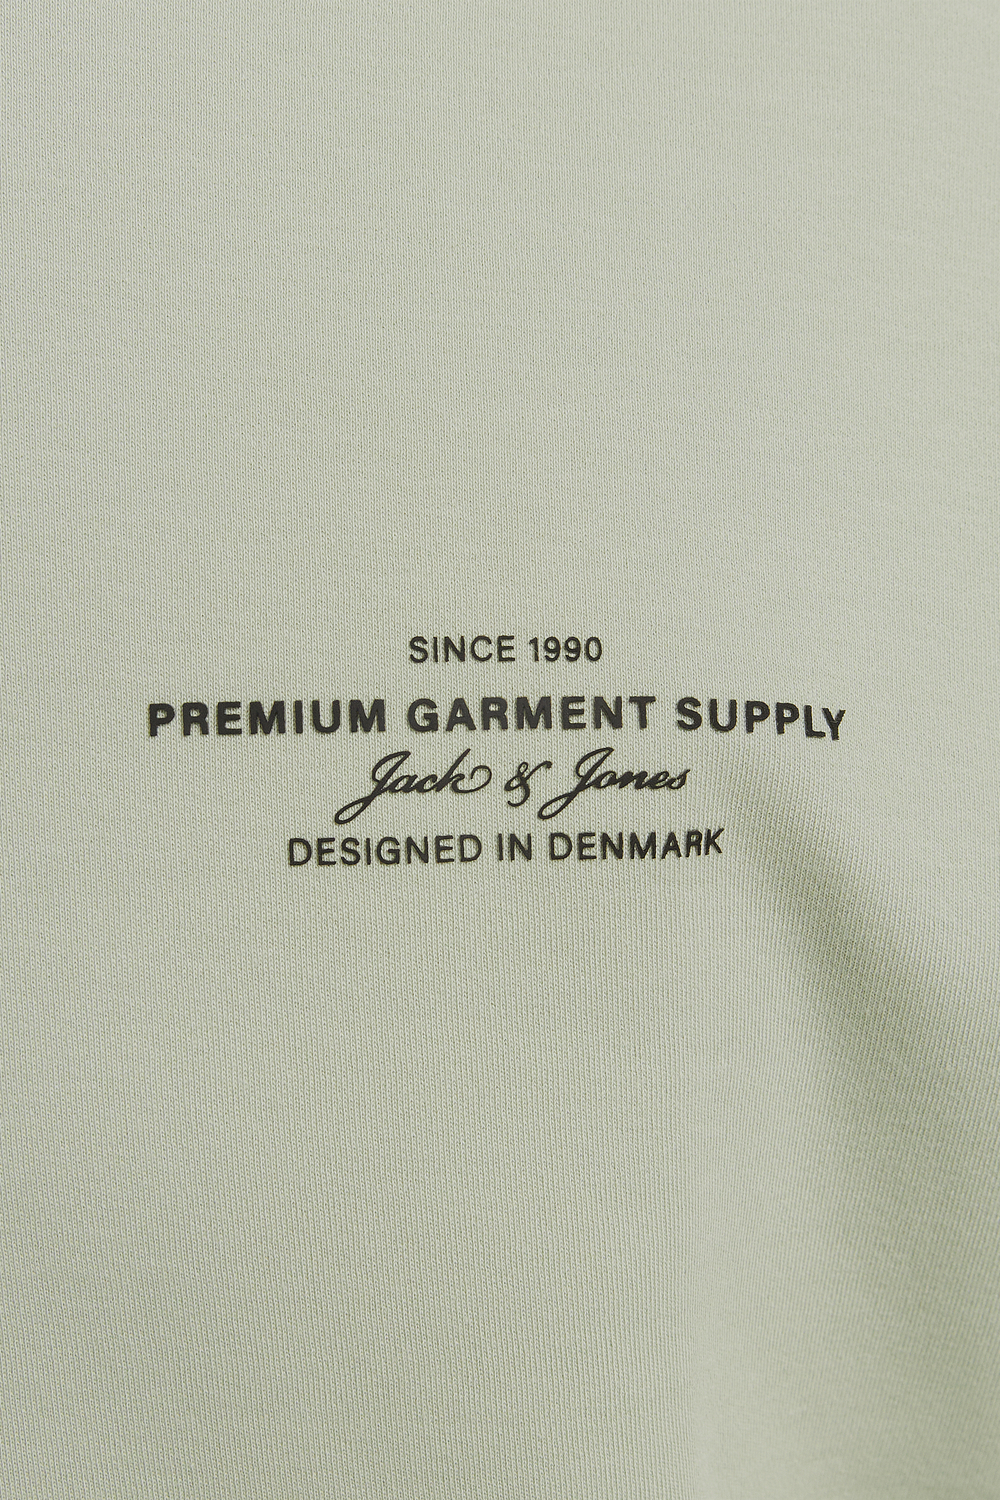 SINCE 1990
PREMIUM GARMENT SUPPLY
Jack & Jones
DESIGNED IN DENMARK